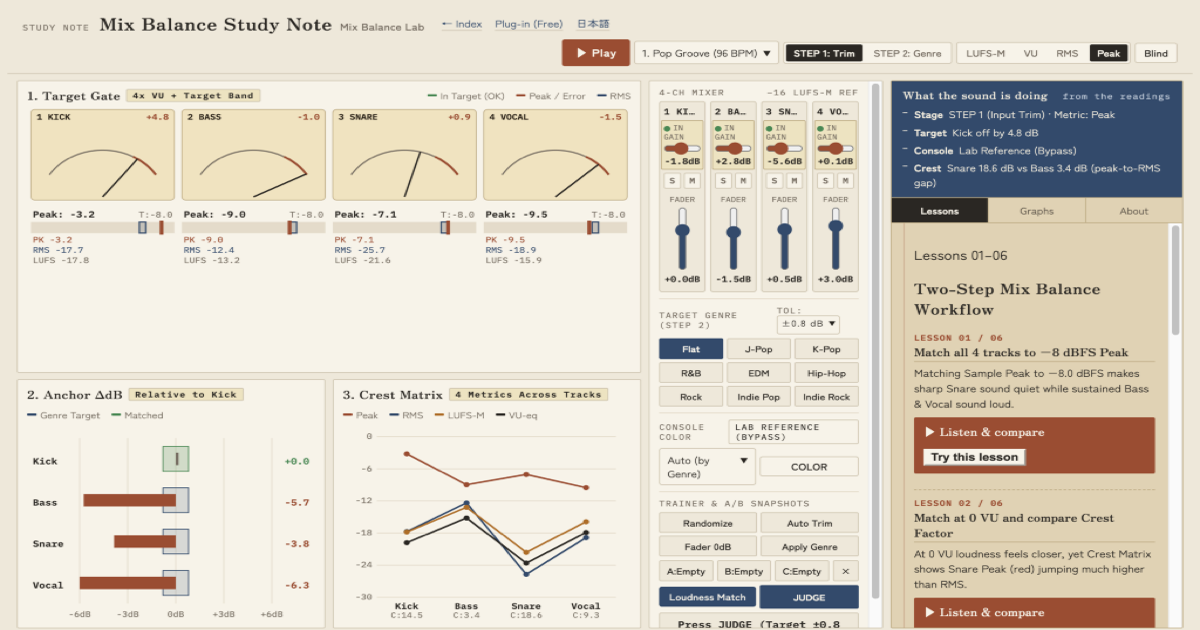 STUDY NOTE Mix Balance Study Note Mix Balance Lab ← Index Plug-in (Free) 日本語
▶ Play 1. Pop Groove (96 BPM) ▼ STEP 1: Trim STEP 2: Genre LUFS-M VU RMS Peak Blind
1. Target Gate 4x VU + Target Band In Target (OK) Peak / Error RMS
1 KICK +4.8 2 BASS -1.0 3 SNARE +0.9 4 VOCAL -1.5
Peak: -3.2 T:-8.0 Peak: -9.0 T:-8.0 Peak: -7.1 T:-8.0 Peak: -9.5 T:-8.0
PK -3.2 PK -9.0 PK -7.1 PK -9.5
RMS -17.7 RMS -12.4 RMS -25.7 RMS -18.9
LUFS -17.8 LUFS -13.2 LUFS -21.6 LUFS -15.9
2. Anchor ΔdB Relative to Kick
Genre Target Matched
Kick +0.0
Bass -5.7
Snare -3.8
Vocal -6.3
-6dB -3dB 0dB +3dB +6dB
3. Crest Matrix 4 Metrics Across Tracks
Peak RMS LUFS-M VU-eq
0
-6
-12
-18
-24
-30
Kick Bass Snare Vocal
C:14.5 C:3.4 C:18.6 C:9.3
4-CH MIXER −16 LUFS-M REF
1 KI… 2 BA… 3 SN… 4 VO…
IN GAIN IN GAIN IN GAIN IN GAIN
-1.8dB +2.8dB -5.6dB +0.1dB
S M S M S M S M
FADER FADER FADER FADER
+0.0dB -1.5dB +0.5dB +3.0dB
TARGET GENRE (STEP 2) TOL: ±0.8 dB ▼
Flat J-Pop K-Pop
R&B EDM Hip-Hop
Rock Indie Pop Indie Rock
CONSOLE COLOR LAB REFERENCE (BYPASS)
Auto (by Genre) ▼ COLOR
TRAINER & A/B SNAPSHOTS
Randomize Auto Trim
Fader 0dB Apply Genre
A:Empty B:Empty C:Empty ✕
Loudness Match JUDGE
Press JUDGE (Target ±0.8
What the sound is doing from the readings
Stage STEP 1 (Input Trim) · Metric: Peak
Target Kick off by 4.8 dB
Console Lab Reference (Bypass)
Crest Snare 18.6 dB vs Bass 3.4 dB (peak-to-RMS
gap)
Lessons Graphs About
Lessons 01–06
Two-Step Mix Balance
Workflow
LESSON 01 / 06
Match all 4 tracks to −8 dBFS Peak
Matching Sample Peak to −8.0 dBFS makes
sharp Snare sound quiet while sustained Bass
& Vocal sound loud.
▶ Listen & compare
Try this lesson
LESSON 02 / 06
Match at 0 VU and compare Crest
Factor
At 0 VU loudness feels closer, yet Crest Matrix
shows Snare Peak (red) jumping much higher
than RMS.
▶ Listen & compare